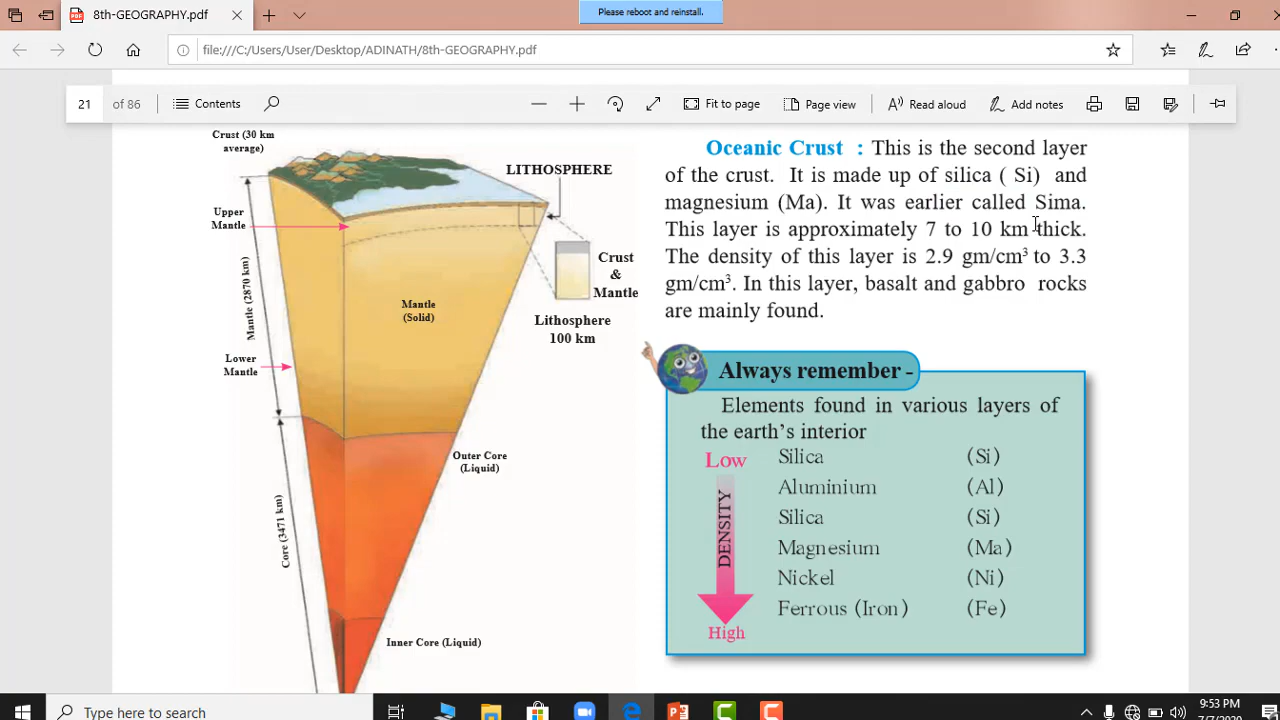 8th-GEOGRAPHY.pdf
Please reboot and reinstall.
file:///C:/Users/User/Desktop/ADINATH/8th-GEOGRAPHY.pdf
21 of 86
Contents
Fit to page
Page view
Read aloud
Add notes
Crust (30 km
average)
LITHOSPHERE
Upper
Mantle
Crust
&
Mantle
Mantle (2870 km)
Mantle
(Solid)
Lithosphere
100 km
Lower
Mantle
Outer Core
(Liquid)
Core (3471 km)
Inner Core (Liquid)
Oceanic Crust : This is the second layer
of the crust. It is made up of silica ( Si) and
magnesium (Ma). It was earlier called Sima.
This layer is approximately 7 to 10 km thick.
The density of this layer is 2.9 gm/cm³ to 3.3
gm/cm³. In this layer, basalt and gabbro rocks
are mainly found.
Always remember -
Elements found in various layers of
the earth's interior
Low
DENSITY
High
Silica (Si)
Aluminium (Al)
Silica (Si)
Magnesium (Ma)
Nickel (Ni)
Ferrous (Iron) (Fe)
Type here to search
9:53 PM